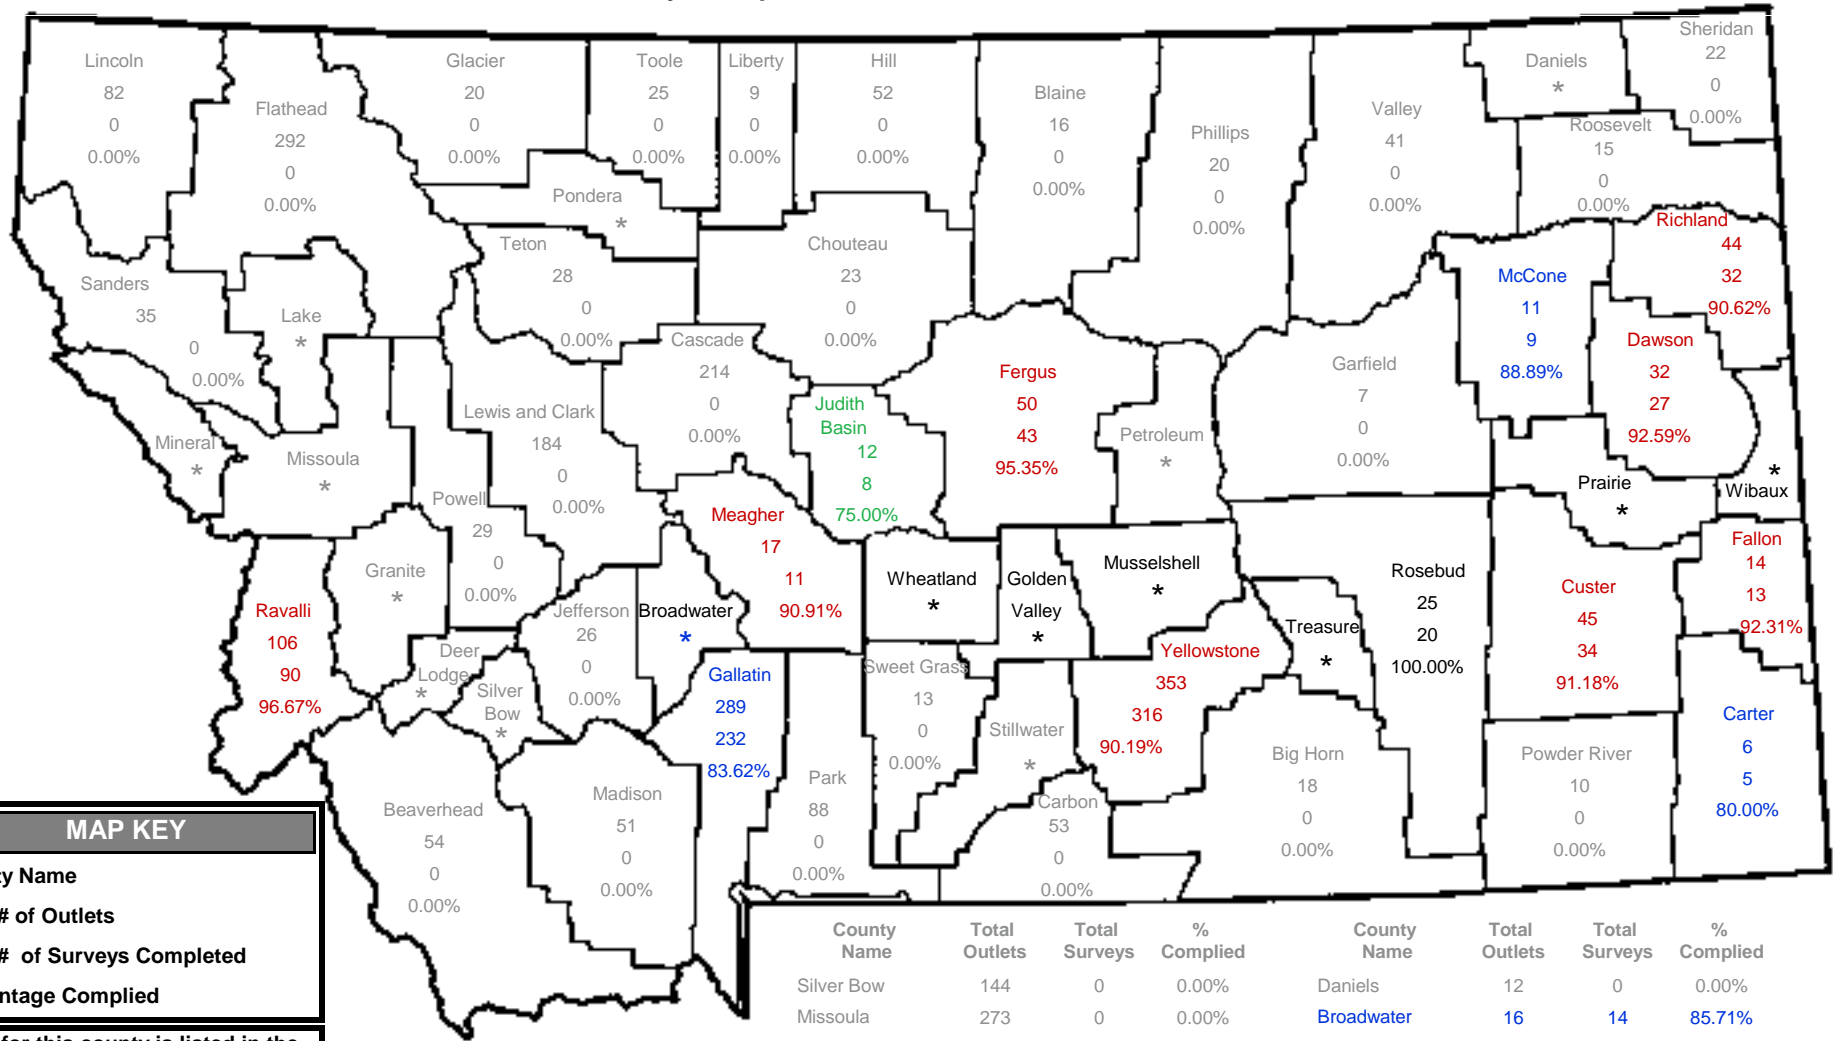 Lincoln
82
0
0.00%
Flathead
292
0
0.00%
Glacier
20
0
0.00%
Toole
25
0
0.00%
Liberty
9
0
0.00%
Hill
52
0
0.00%
Blaine
16
0
0.00%
Phillips
20
0
0.00%
Valley
41
0
0.00%
Daniels
*
Sheridan
22
0
0.00%
Roosevelt
15
0
0.00%
Pondera
*
Teton
28
0
0.00%
Chouteau
23
0
0.00%
Richland
44
32
90.62%
McCone
11
9
88.89%
Dawson
32
27
92.59%
Sanders
35
0
0.00%
Lake
*
Cascade
214
0
0.00%
Judith
Basin
12
8
75.00%
Fergus
50
43
95.35%
Petroleum
*
Garfield
7
0
0.00%
Mineral
*
Missoula
*
Lewis and Clark
184
0
0.00%
Powell
29
0
0.00%
Meagher
17
11
90.91%
Prairie
*
*
Wibaux
Granite
*
Ravalli
106
90
96.67%
Jefferson
26
0
0.00%
Broadwater
*
Wheatland
*
Golden
Valley
*
Musselshell
*
Treasure
*
Rosebud
25
20
100.00%
Custer
45
34
91.18%
Fallon
14
13
92.31%
Deer
Lodge
*
Silver
Bow
*
Gallatin
289
232
83.62%
Sweet Grass
13
0
0.00%
Stillwater
*
Yellowstone
353
316
90.19%
Big Horn
18
0
0.00%
Powder River
10
0
0.00%
Carter
6
5
80.00%
Beaverhead
54
0
0.00%
Madison
51
0
0.00%
Park
88
0
0.00%
Carbon
53
0
0.00%
MAP KEY
Name
# of Outlets
# of Surveys Completed
Complied
for this county is listed in the
County Name Total Outlets Total Surveys % Complied
Silver Bow 144 0 0.00%
Missoula 273 0 0.00%
County Name Total Outlets Total Surveys % Complied
Daniels 12 0 0.00%
Broadwater 16 14 85.71%